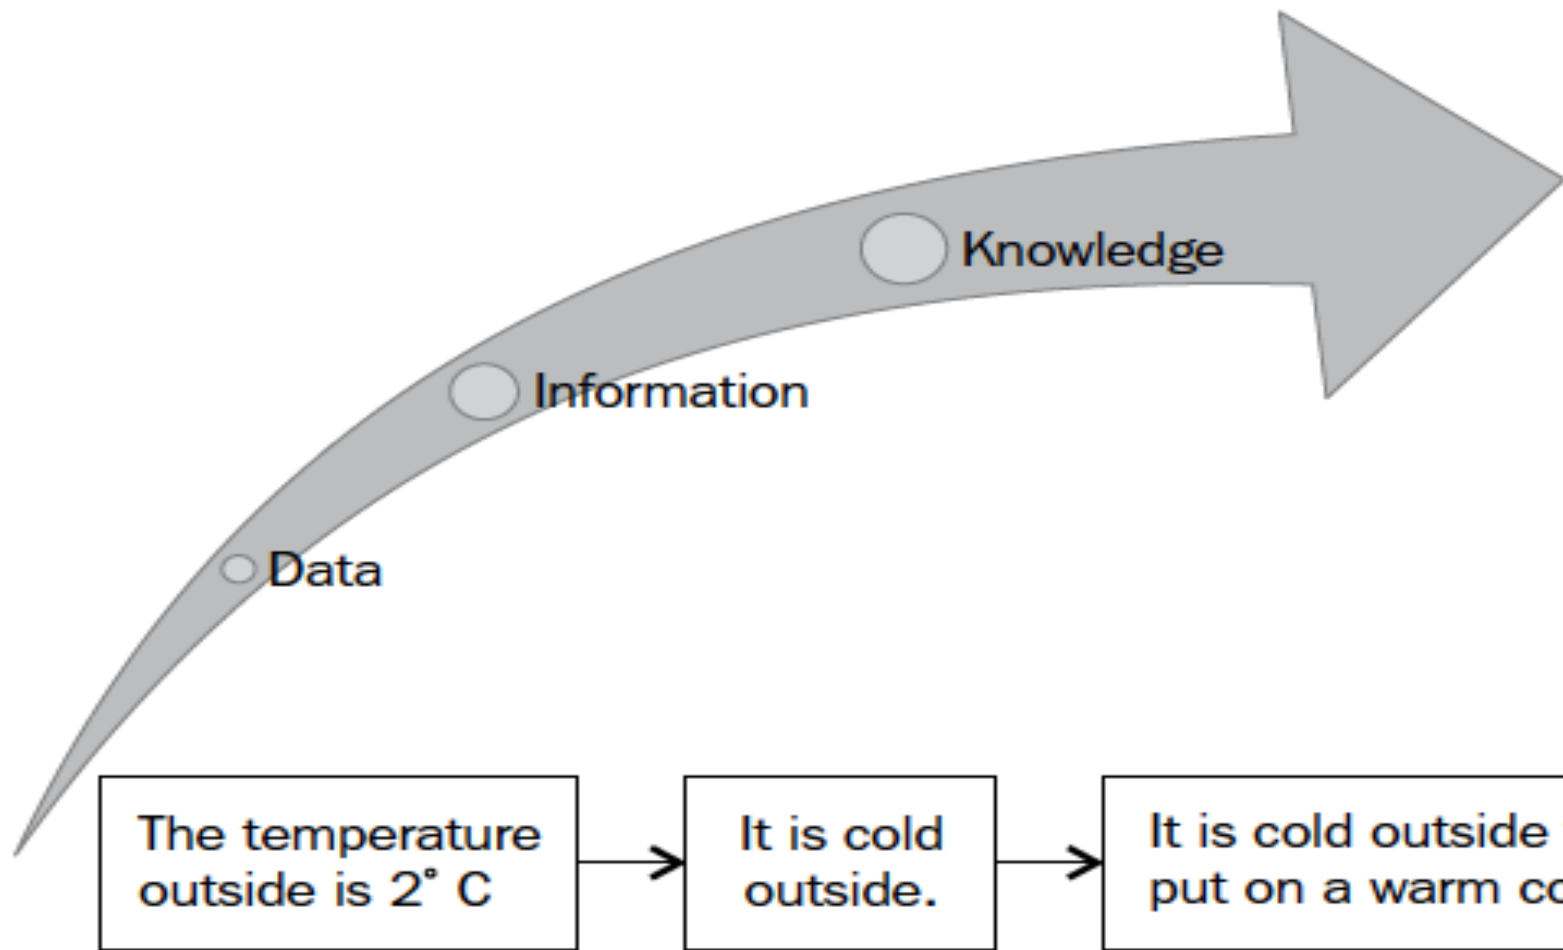 Knowledge
Information
Data
The temperature
outside is 2° C
It is cold
outside.
It is cold outside
put on a warm